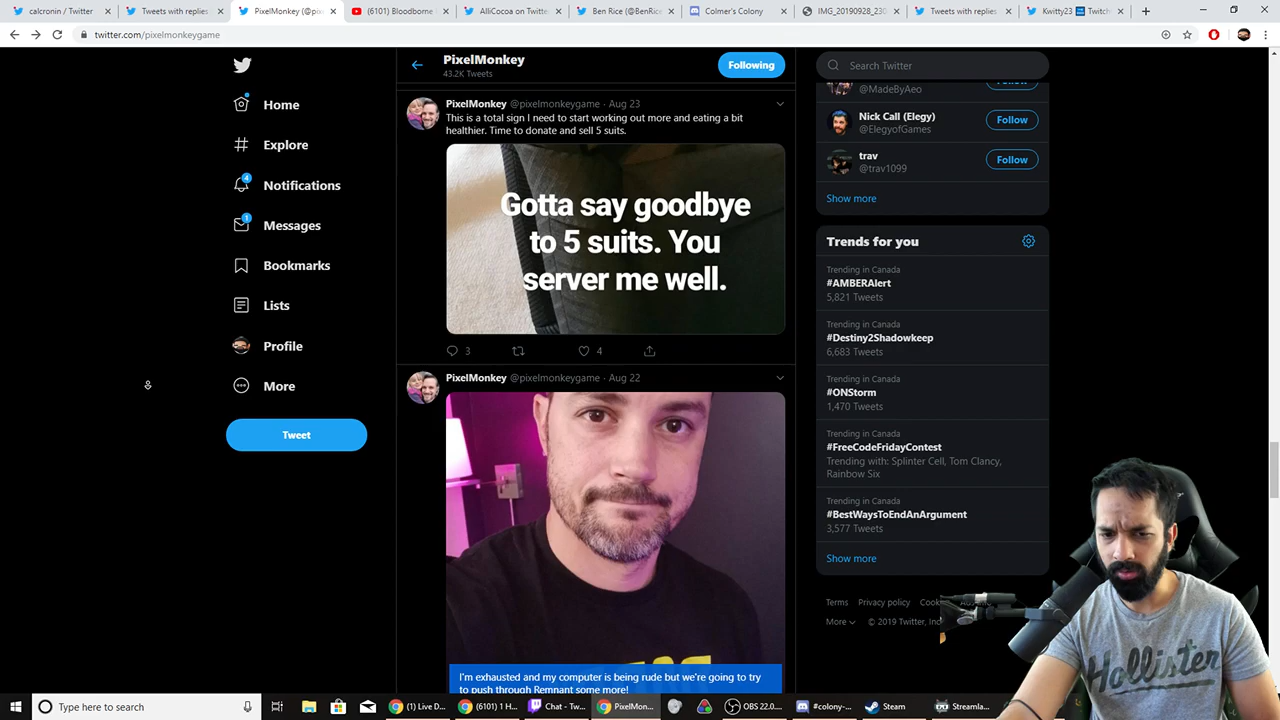 calcronin / Twitter
Tweets with replies
PixelMonkey (@pix
(6101) Bloodborne
AlliCocoa on Twitte
Ben Rice (@BenRice
Colmer's Colony
IMG_20190928_230
Tweets with replies
Kwitty23
Twitch
twitter.com/pixelmonkeygame
PixelMonkey
43.2K Tweets
Following
Home
Explore
4
Notifications
1
Messages
Bookmarks
Lists
Profile
More
Tweet
PixelMonkey @pixelmonkeygame · Aug 23
This is a total sign I need to start working out more and eating a bit
healthier. Time to donate and sell 5 suits.
Gotta say goodbye
to 5 suits. You
server me well.
3
4
PixelMonkey @pixelmonkeygame · Aug 22
I'm exhausted and my computer is being rude but we're going to try
to push through Remnant some more!
Search Twitter
@MadeByAeo
Follow
Nick Call (Elegy)
@ElegyofGames
Follow
trav
@trav1099
Follow
Show more
Trends for you
Trending in Canada
#AMBERAlert
5,821 Tweets
Trending in Canada
#Destiny2Shadowkeep
6,683 Tweets
Trending in Canada
#ONStorm
1,470 Tweets
Trending in Canada
#FreeCodeFridayContest
Trending with: Splinter Cell, Tom Clancy,
Rainbow Six
Trending in Canada
#BestWaysToEndAnArgument
3,577 Tweets
Show more
Terms Privacy policy
More © 2019 Twitter, Inc
Hollister
Type here to search
(1) Live D...
(6101) 1 H...
Chat - Tw...
PixelMon...
OBS 22.0....
#colony-...
Steam
Streamla...